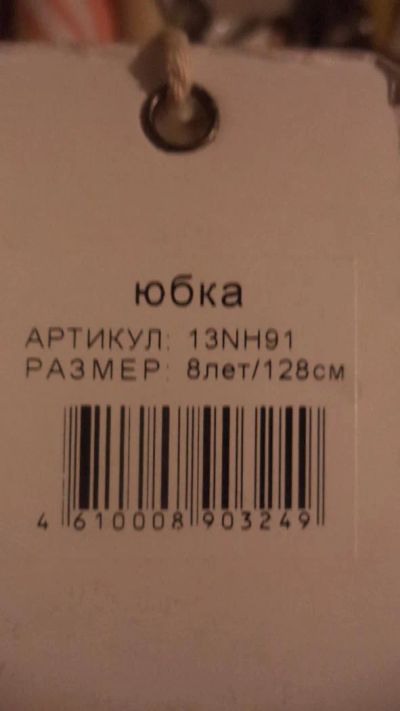 юбка
АРТИКУЛ: 13NH91
РАЗМЕР: 8лет/128см
4 610008 903249